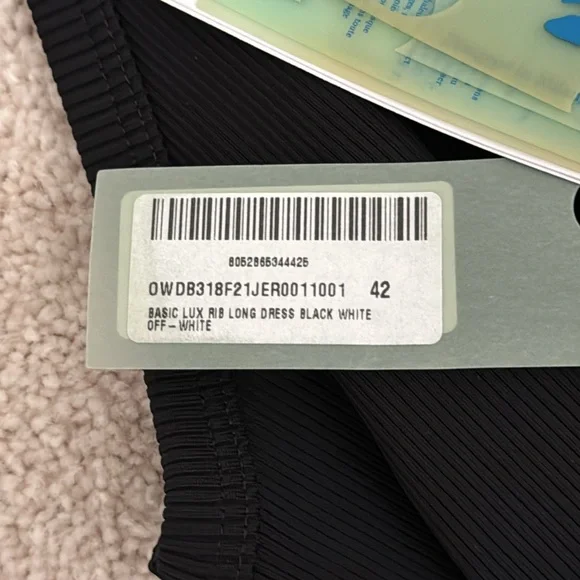 8052865344425
OWDB318F21JER0011001 42
BASIC LUX RIB LONG DRESS BLACK WHITE
OFF-WHITE